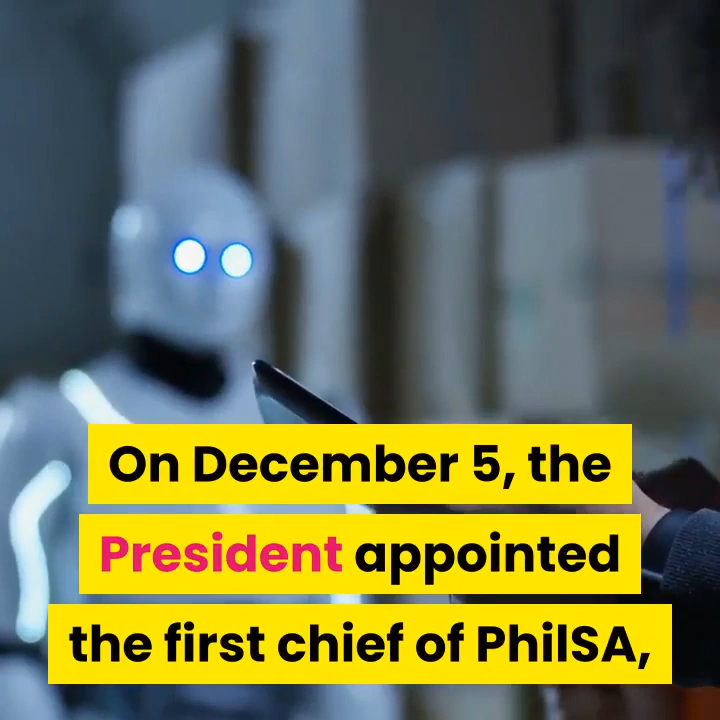 On December 5, the
President appointed
the first chief of PhilSA,